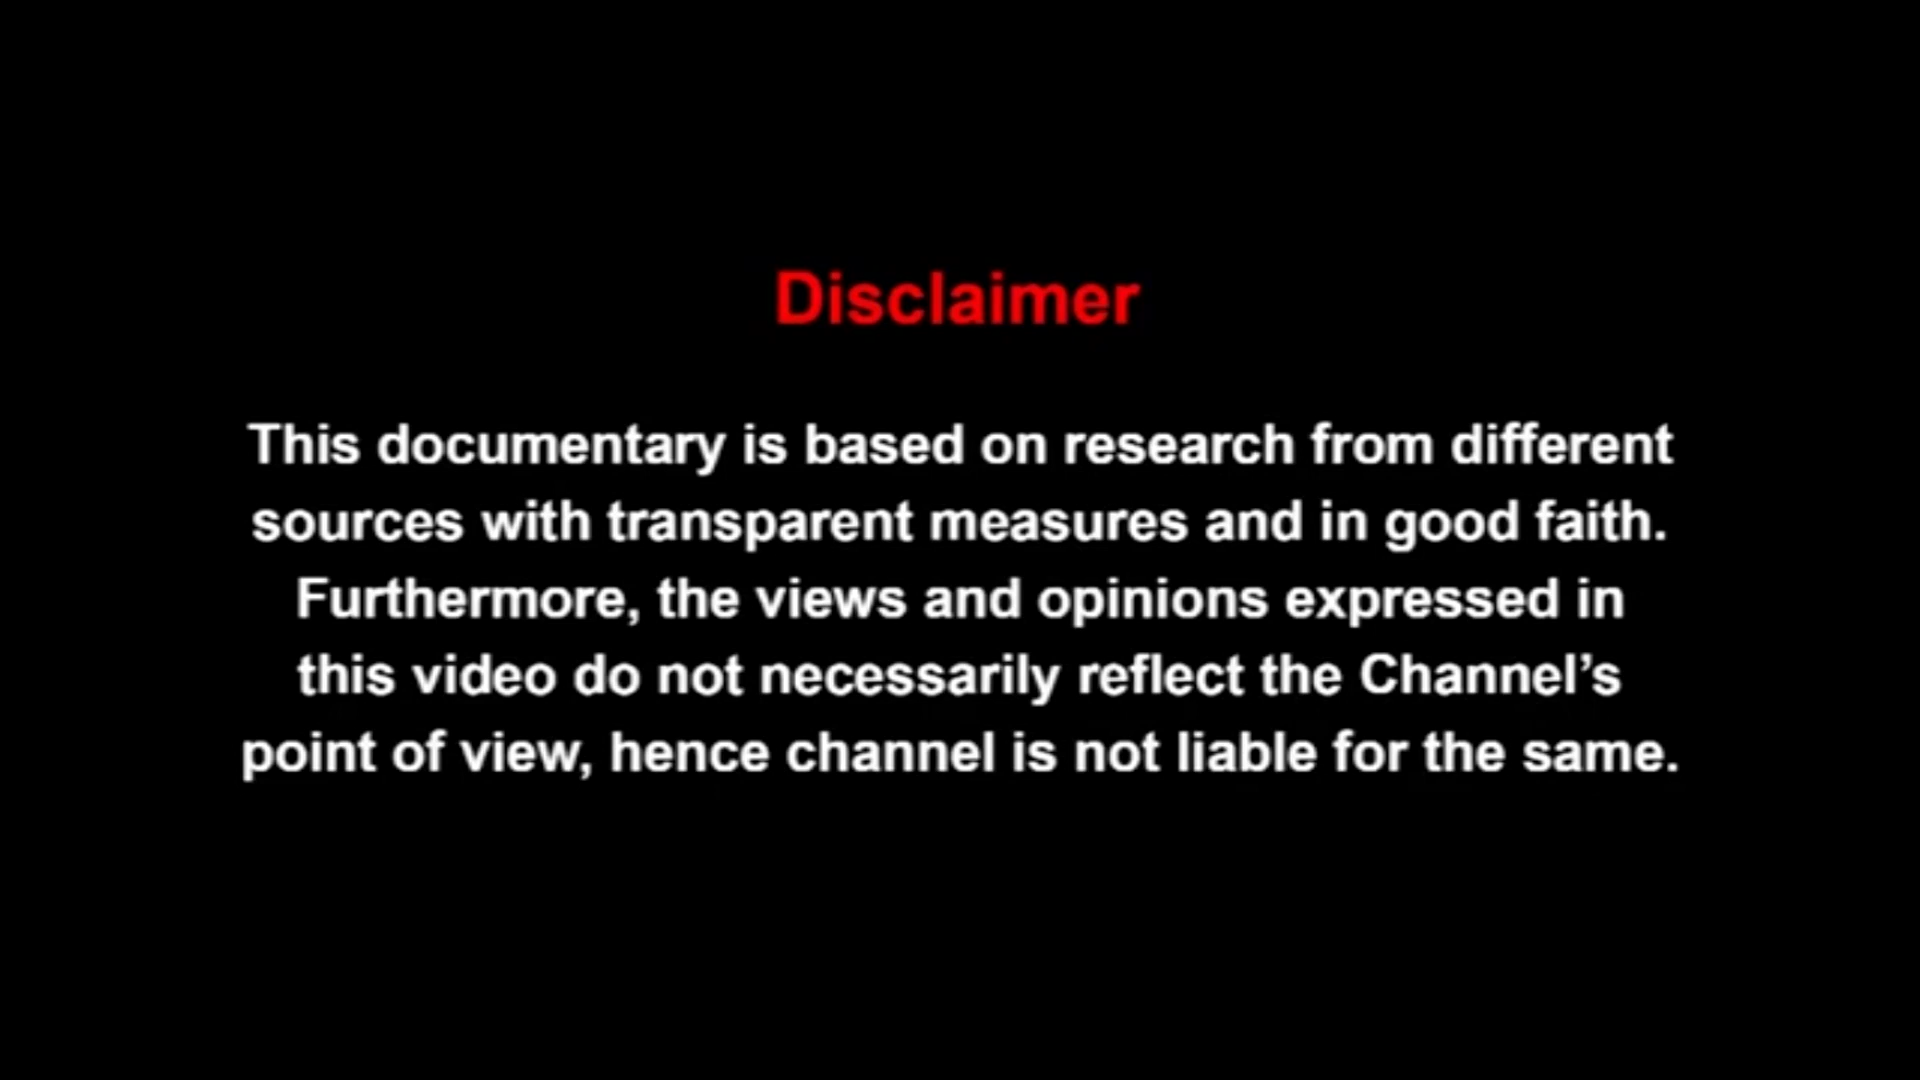 Disclaimer
This documentary is based on research from different
sources with transparent measures and in good faith.
Furthermore, the views and opinions expressed in
this video do not necessarily reflect the Channel’s
point of view, hence channel is not liable for the same.